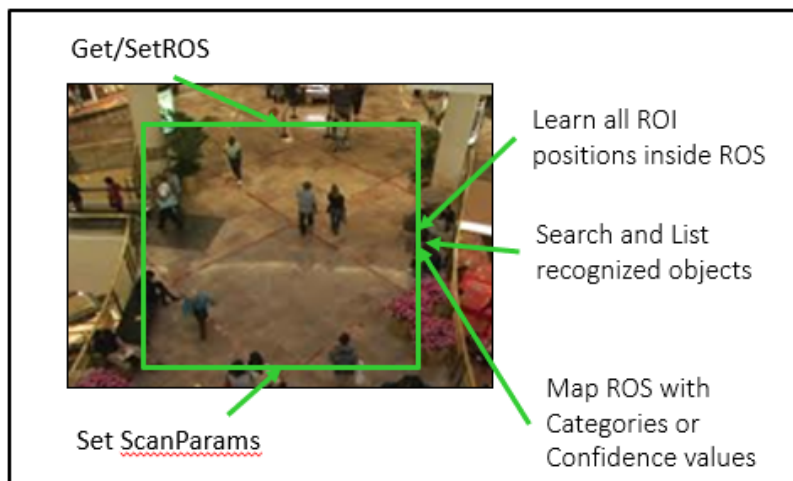 Get/SetROS
Learn all ROI
positions inside ROS
Search and List
recognized objects
Map ROS with
Categories or
Confidence values
Set ScanParams